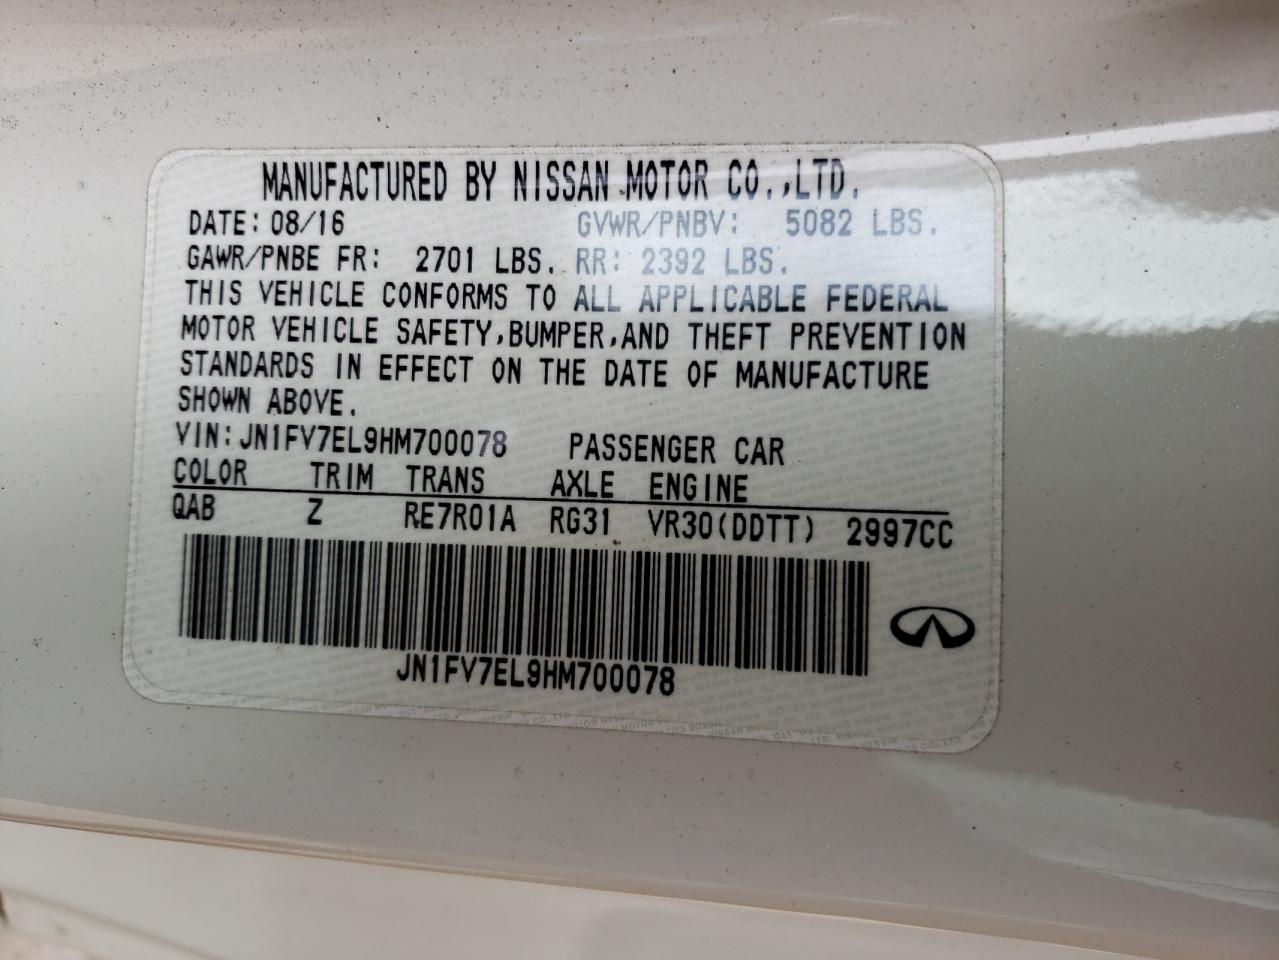 MANUFACTURED BY NISSAN MOTOR CO.,LTD.
DATE: 08/16 GVWR/PNBV: 5082 LBS.
GAWR/PNBE FR: 2701 LBS. RR: 2392 LBS.
THIS VEHICLE CONFORMS TO ALL APPLICABLE FEDERAL
MOTOR VEHICLE SAFETY,BUMPER,AND THEFT PREVENTION
STANDARDS IN EFFECT ON THE DATE OF MANUFACTURE
SHOWN ABOVE.
VIN:JN1FV7EL9HM700078 PASSENGER CAR
COLOR TRIM TRANS AXLE ENGINE
QAB Z RE7R01A RG31 VR30(DDTT) 2997CC
JN1FV7EL9HM700078